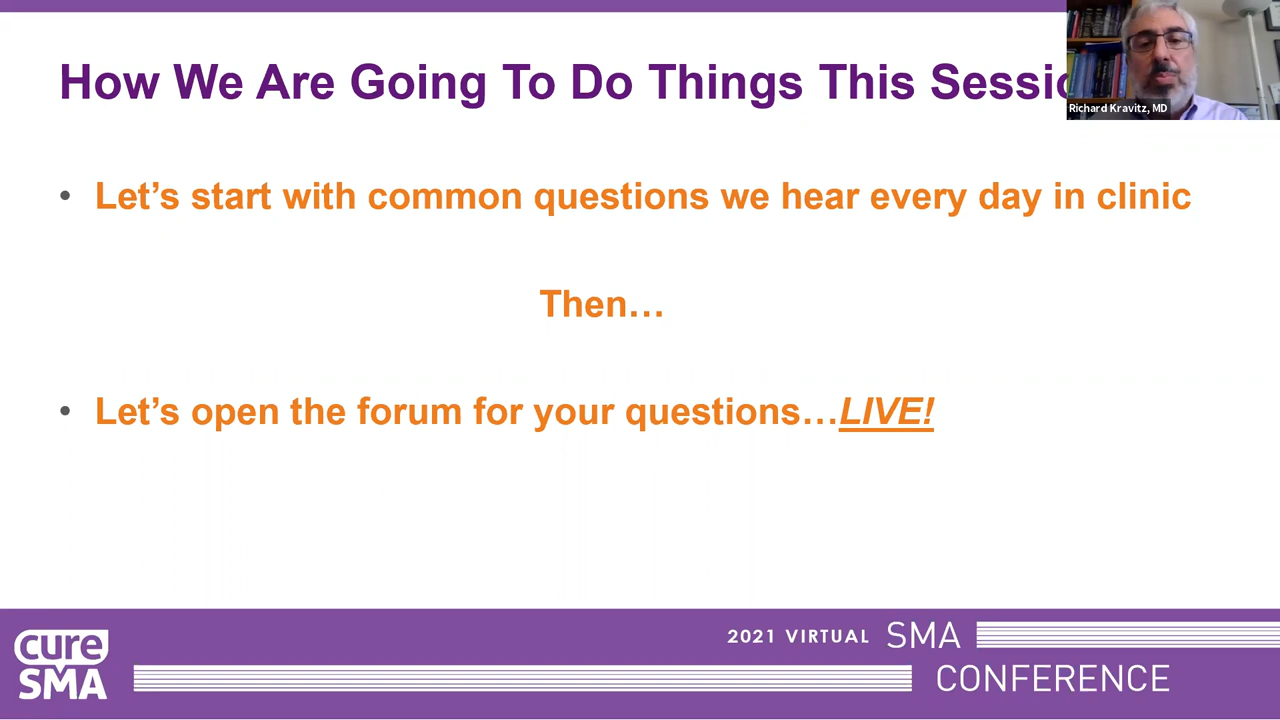 How We Are Going To Do Things This Sessio
Richard Kravitz, MD
• Let’s start with common questions we hear every day in clinic
Then…
• Let’s open the forum for your questions…LIVE!
2021 VIRTUAL SMA
CONFERENCE
cure
SMA